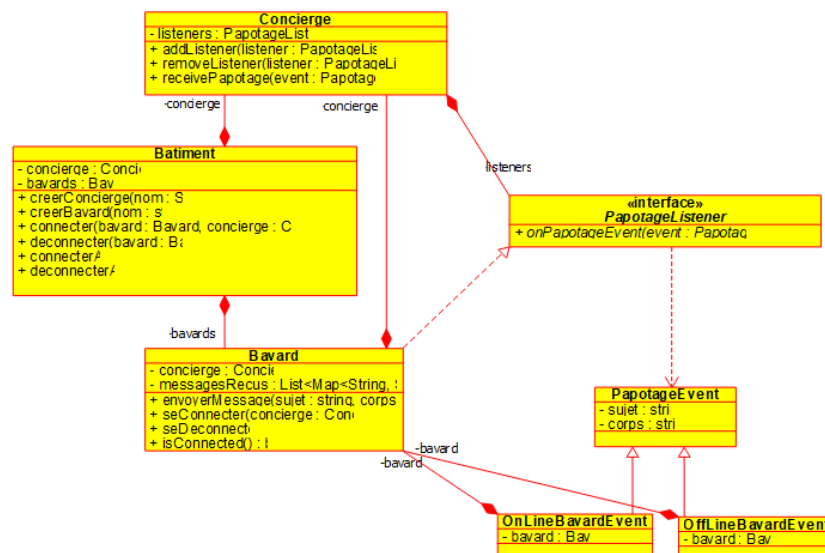 Concierge
- listeners : PapotageList
+ addListener(listener : PapotageLis
+ removeListener(listener : PapotageLi
+ receivePapotage(event : Papotag
-concierge
concierge
Batiment
- concierge : Conci
- bavards : Bav
+ creerConcierge(nom : S
+ creerBavard(nom : s
+ connecter(bavard : Bavard, concierge : C
+ deconnecter(bavard : Ba
+ connecterA
+ deconnecterA
-listeners
«interface»
PapotageListener
+ onPapotageEvent(event : Papotag
-bavards
Bavard
- concierge : Concie
- messagesRecus : List<Map<String, S
+ envoyerMessage(sujet : string, corps
+ seConnecter(concierge : Con
+ seDeconnect
+ isConnected() : b
PapotageEvent
- sujet : stri
- corps : stri
-bavard
-bavard
OnLineBavardEvent
- bavard : Bav
OffLineBavardEvent
- bavard : Bav